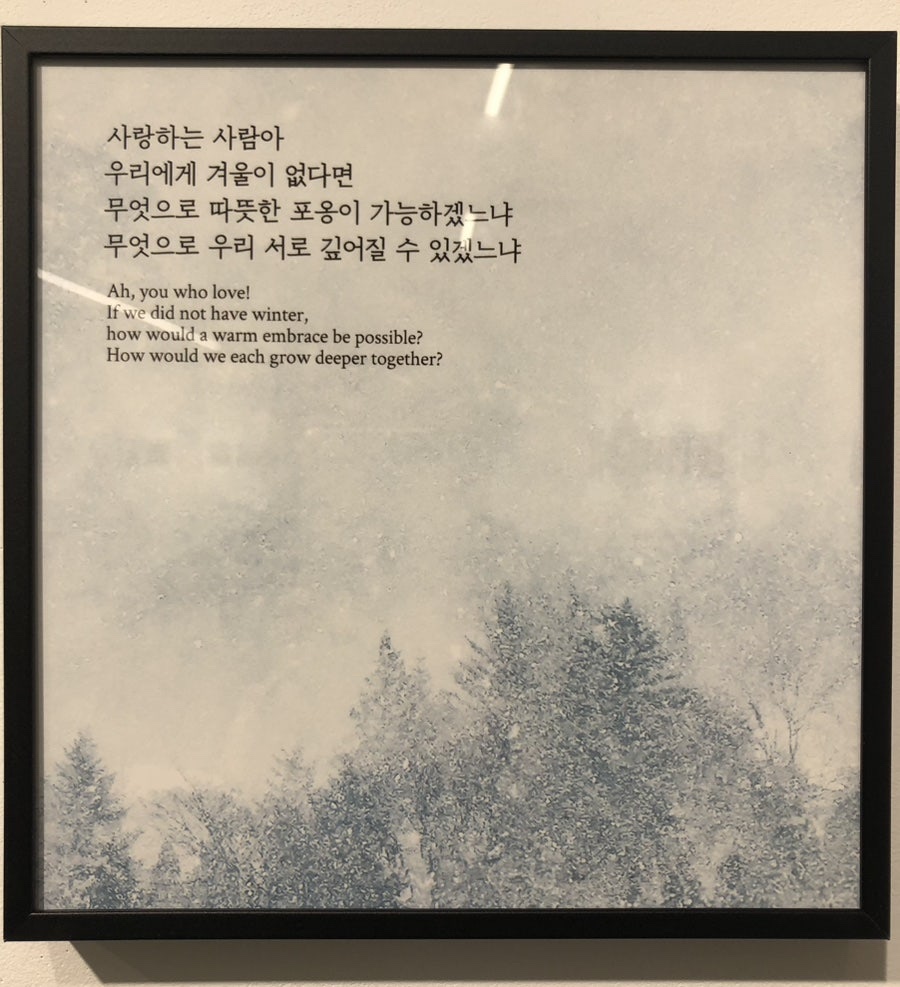 사랑하는 사람아
우리에게 겨울이 없다면
무엇으로 따뜻한 포옹이 가능하겠느냐
무엇으로 우리 서로 깊어질 수 있겠느냐
Ah, you who love!
If we did not have winter,
how would a warm embrace be possible?
How would we each grow deeper together?